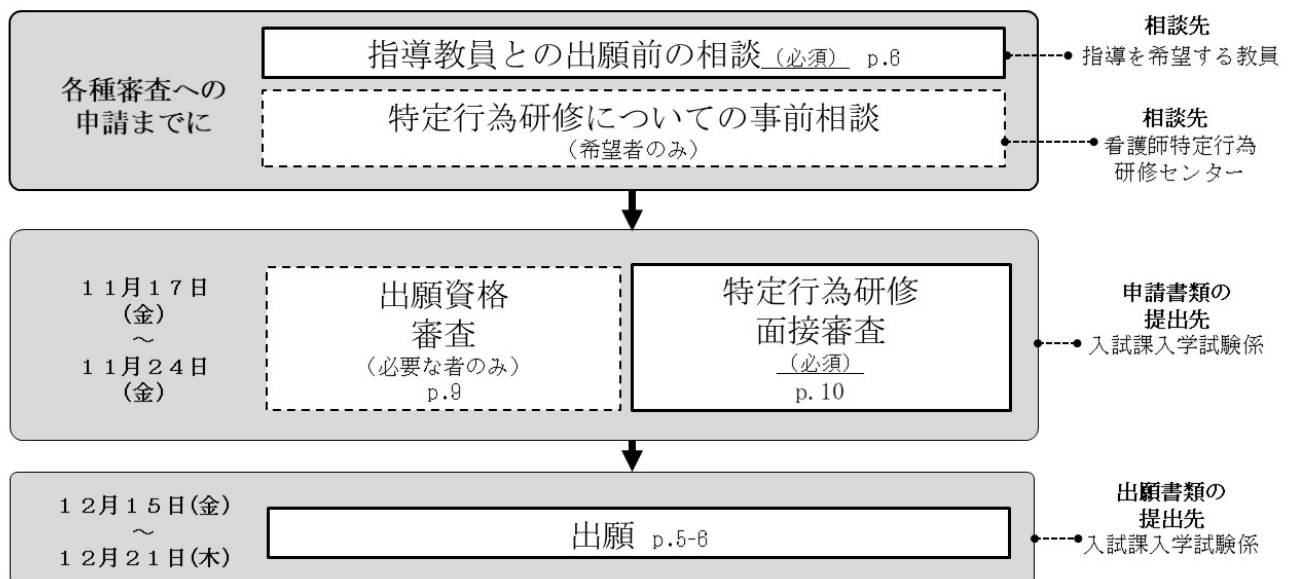 各種審査への
申請までに
指導教員との出願前の相談(必須) p.6
特定行為研修についての事前相談
(希望者のみ)
相談先
指導を希望する教員
相談先
看護師特定行為
研修センター
11月17日
(金)
~
11月24日
(金)
出願資格
審査
(必要な者のみ)
p.9
特定行為研修
面接審査
(必須)
p.10
申請書類の
提出先
入試課入学試験係
12月15日(金)
~
12月21日(木)
出願 p.5-6
出願書類の
提出先
入試課入学試験係